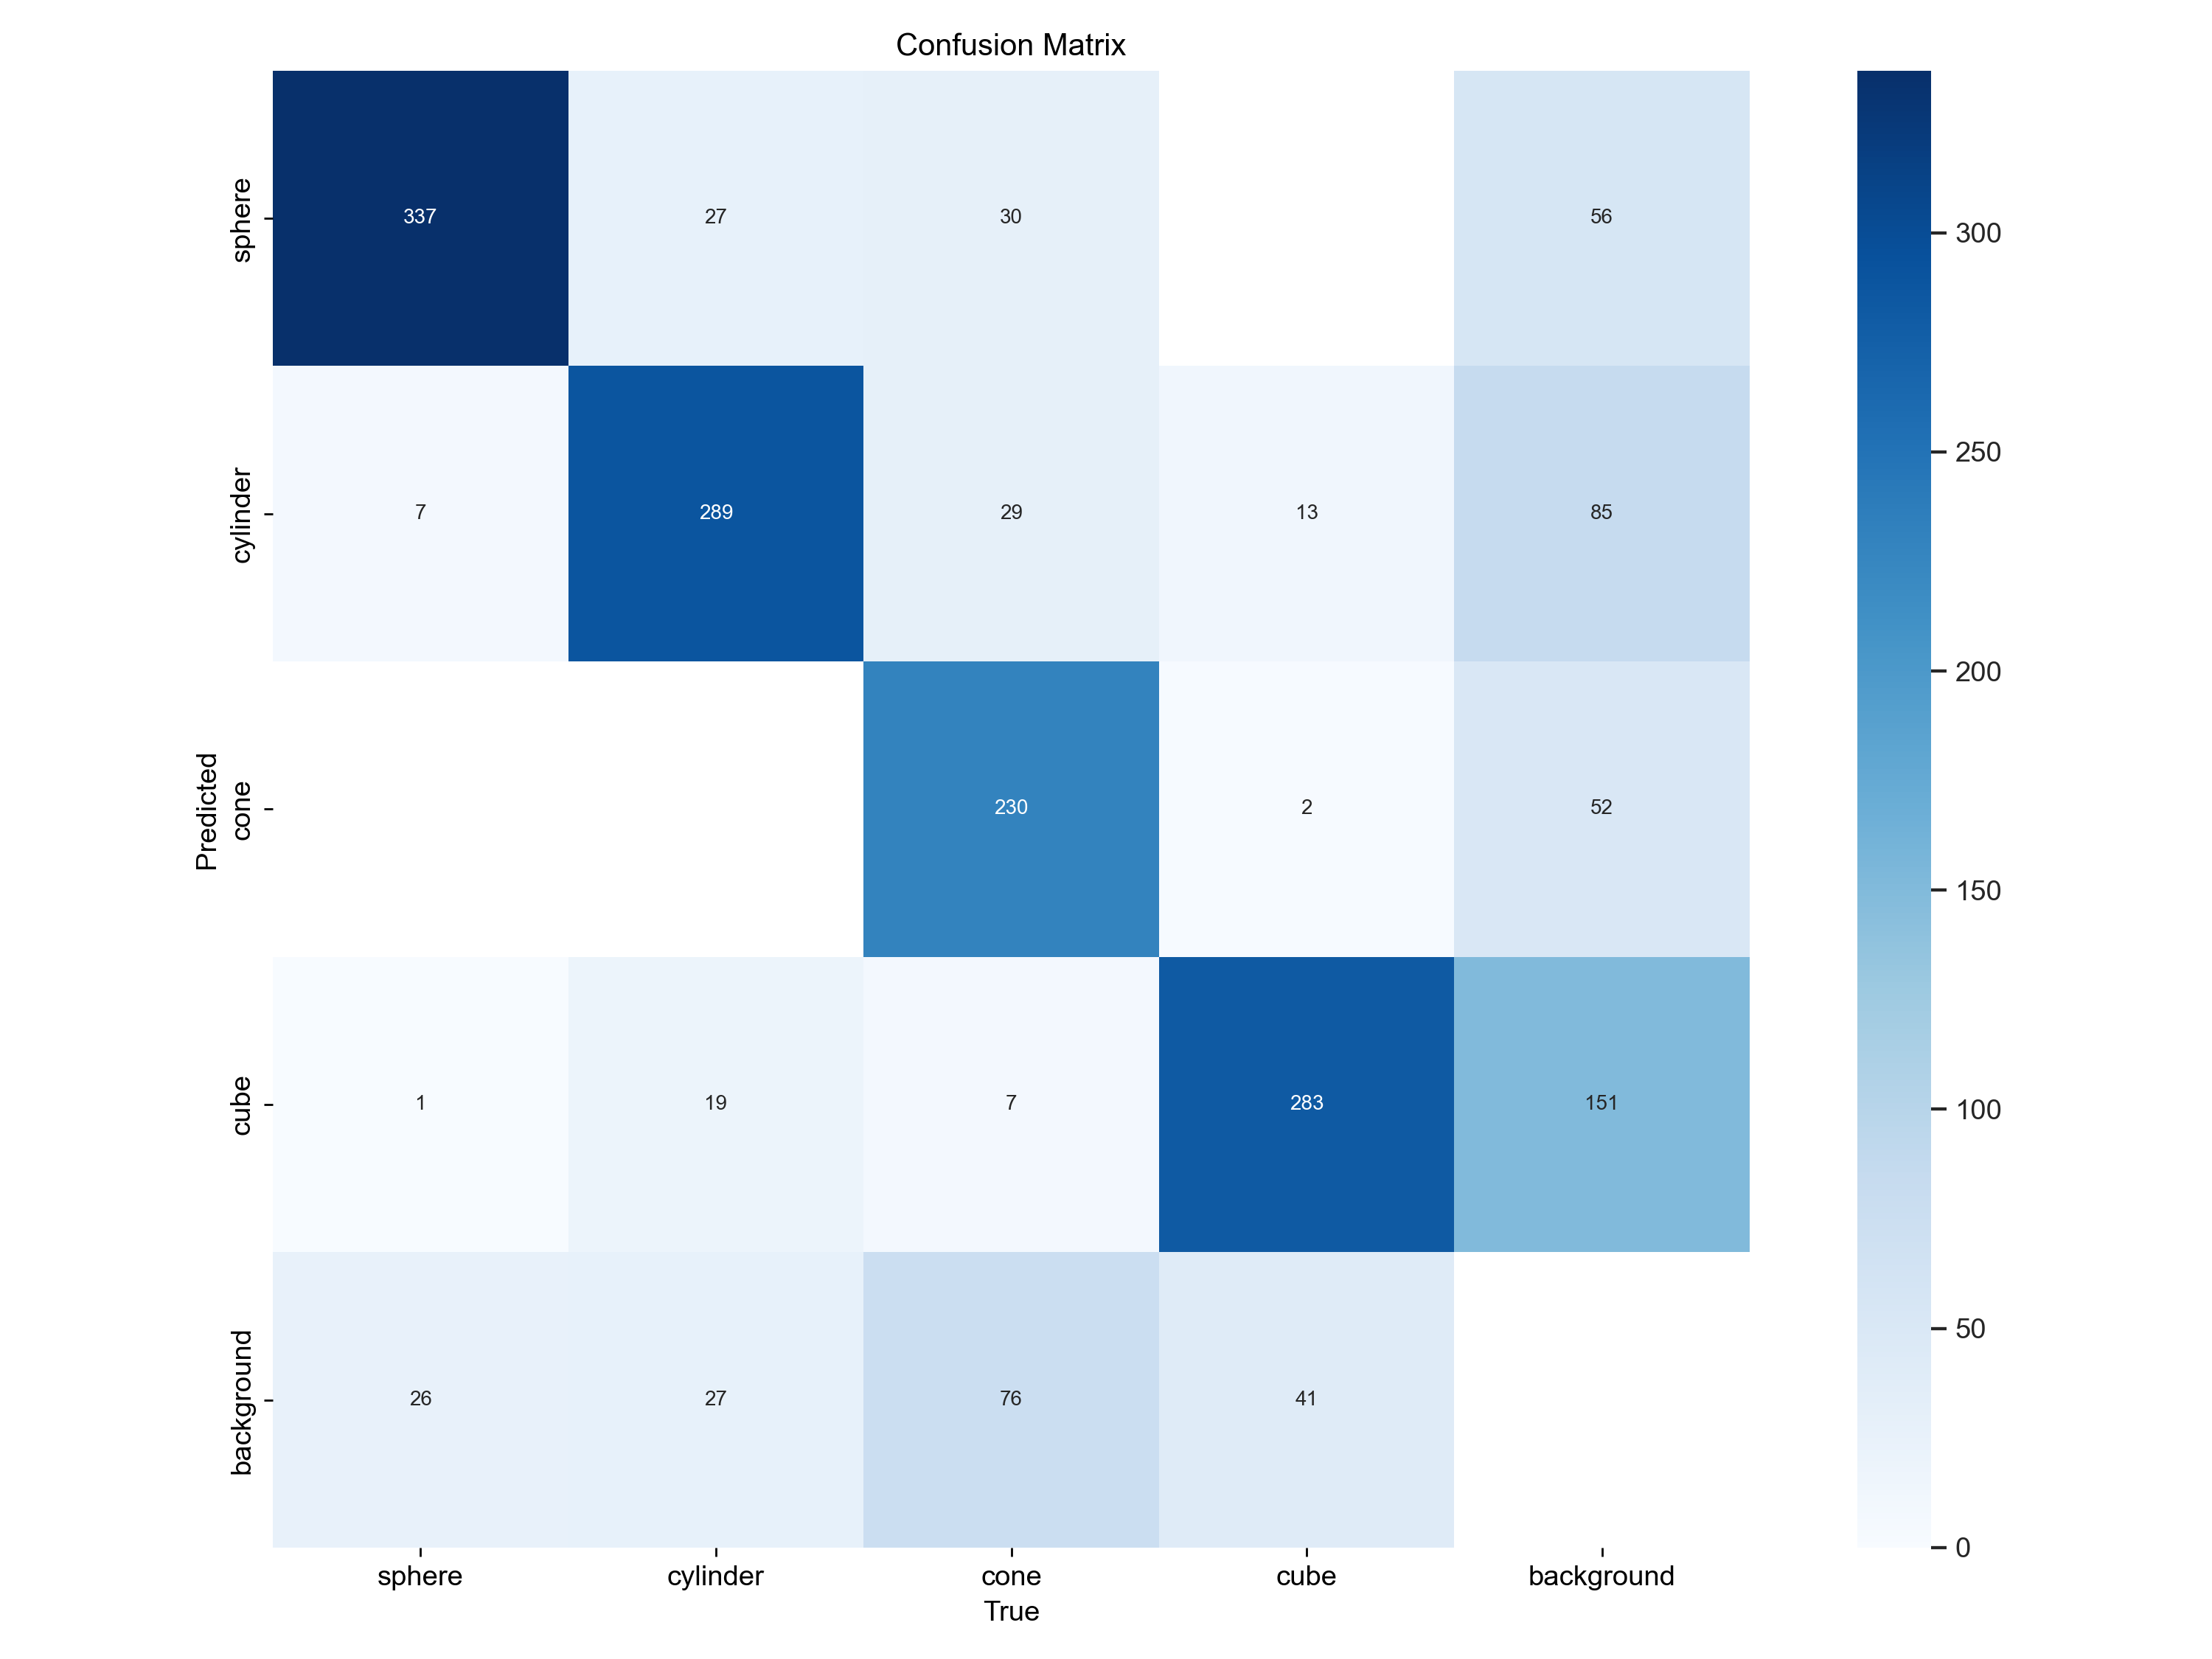 Confusion Matrix
sphere 337 27 30 56
cylinder 7 289 29 13 85
cone 230 2 52
cube 1 19 7 283 151
background 26 27 76 41
sphere cylinder cone cube background
True
Predicted
300
250
200
150
100
50
0